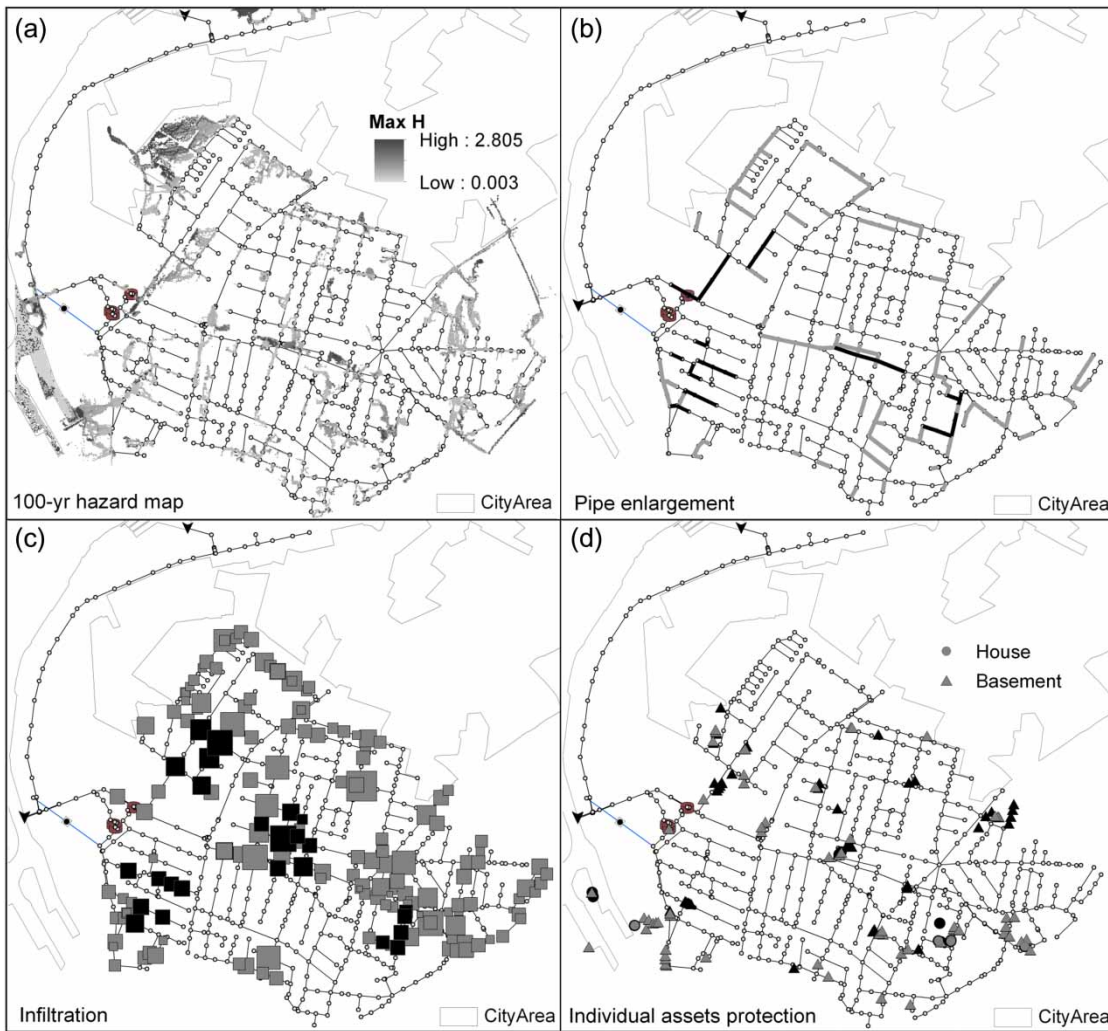 (a)
Max H
High : 2.805
Low : 0.003
100-yr hazard map
CityArea
(b)
Pipe enlargement
CityArea
(c)
Infiltration
CityArea
(d)
House
Basement
Individual assets protection
CityArea